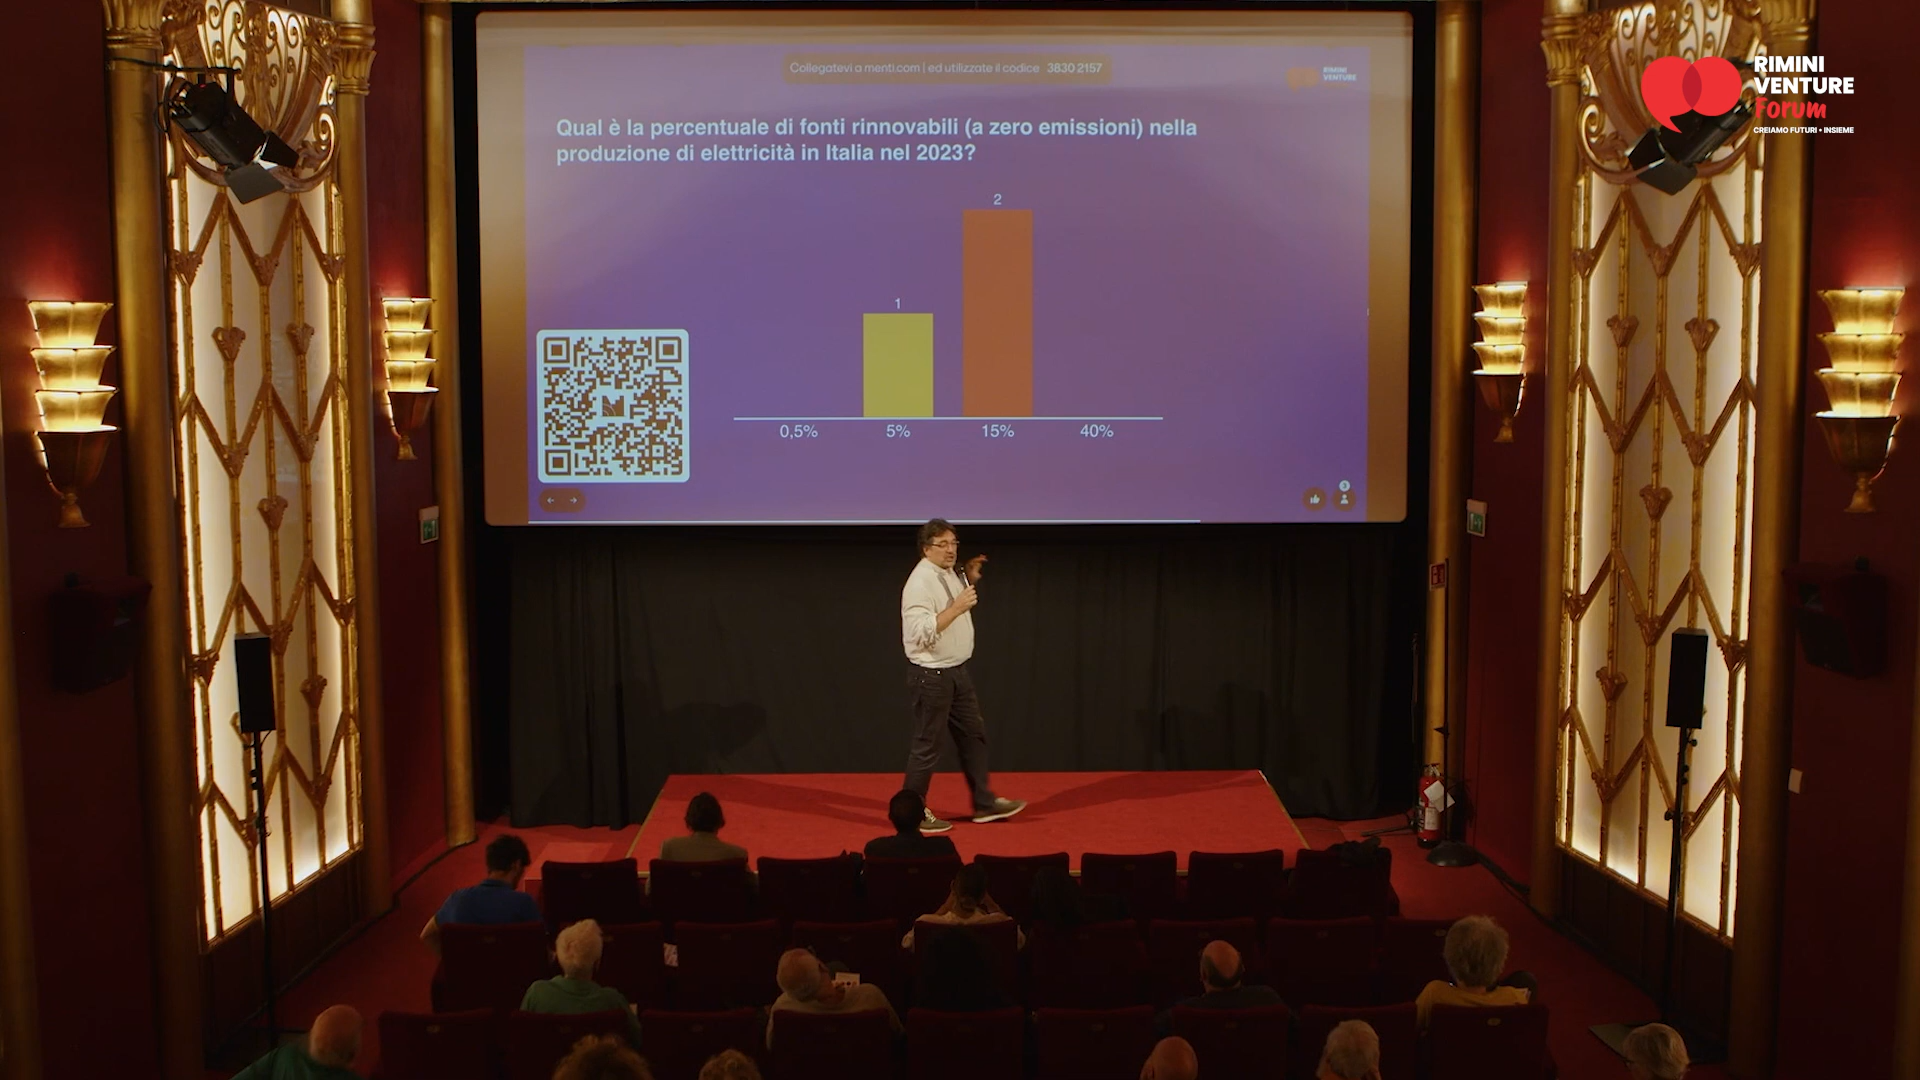 Collegatevi a menti.com | ed utilizzate il codice 3830 2157
RIMINI
VENTURE
Qual è la percentuale di fonti rinnovabili (a zero emissioni) nella
produzione di elettricità in Italia nel 2023?
2
1
0,5% 5% 15% 40%
3
RIMINI
VENTURE
Forum
CREIAMO FUTURI • INSIEME